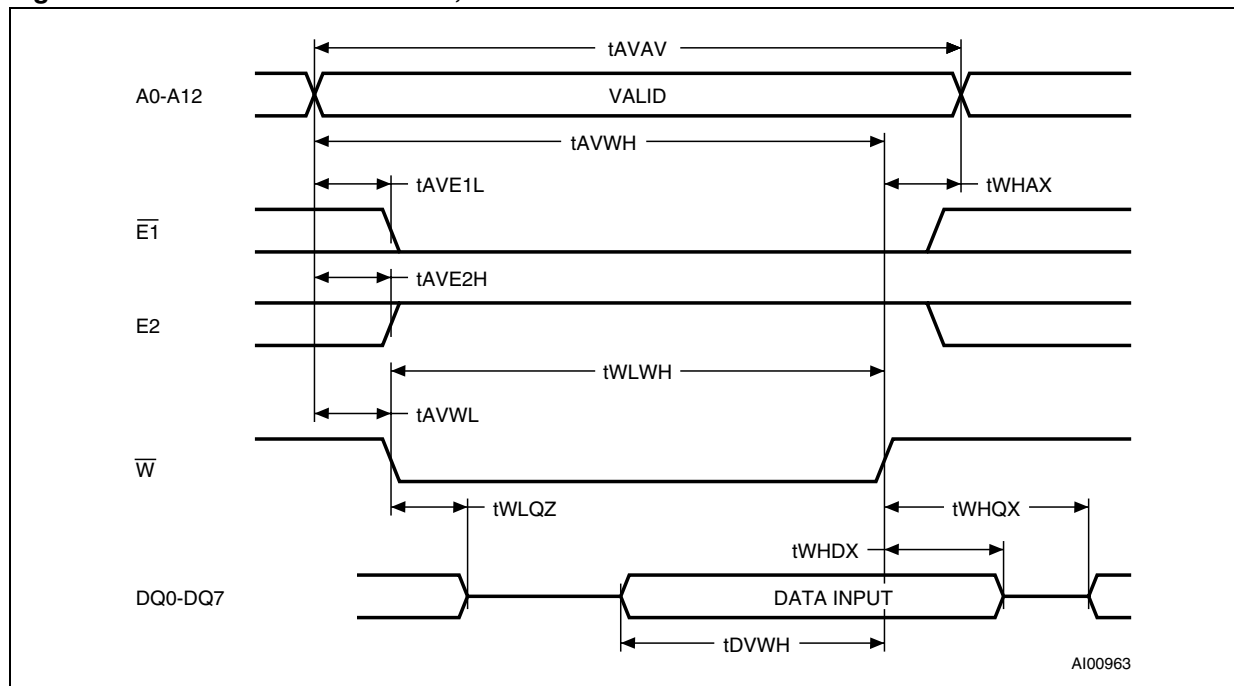 tAVAV
A0-A12
VALID
tAVWH
tAVE1L
tWHAX
E1
tAVE2H
E2
tWLWH
tAVWL
W
tWLQZ
tWHQX
tWHDX
DQ0-DQ7
DATA INPUT
tDVWH
AI00963